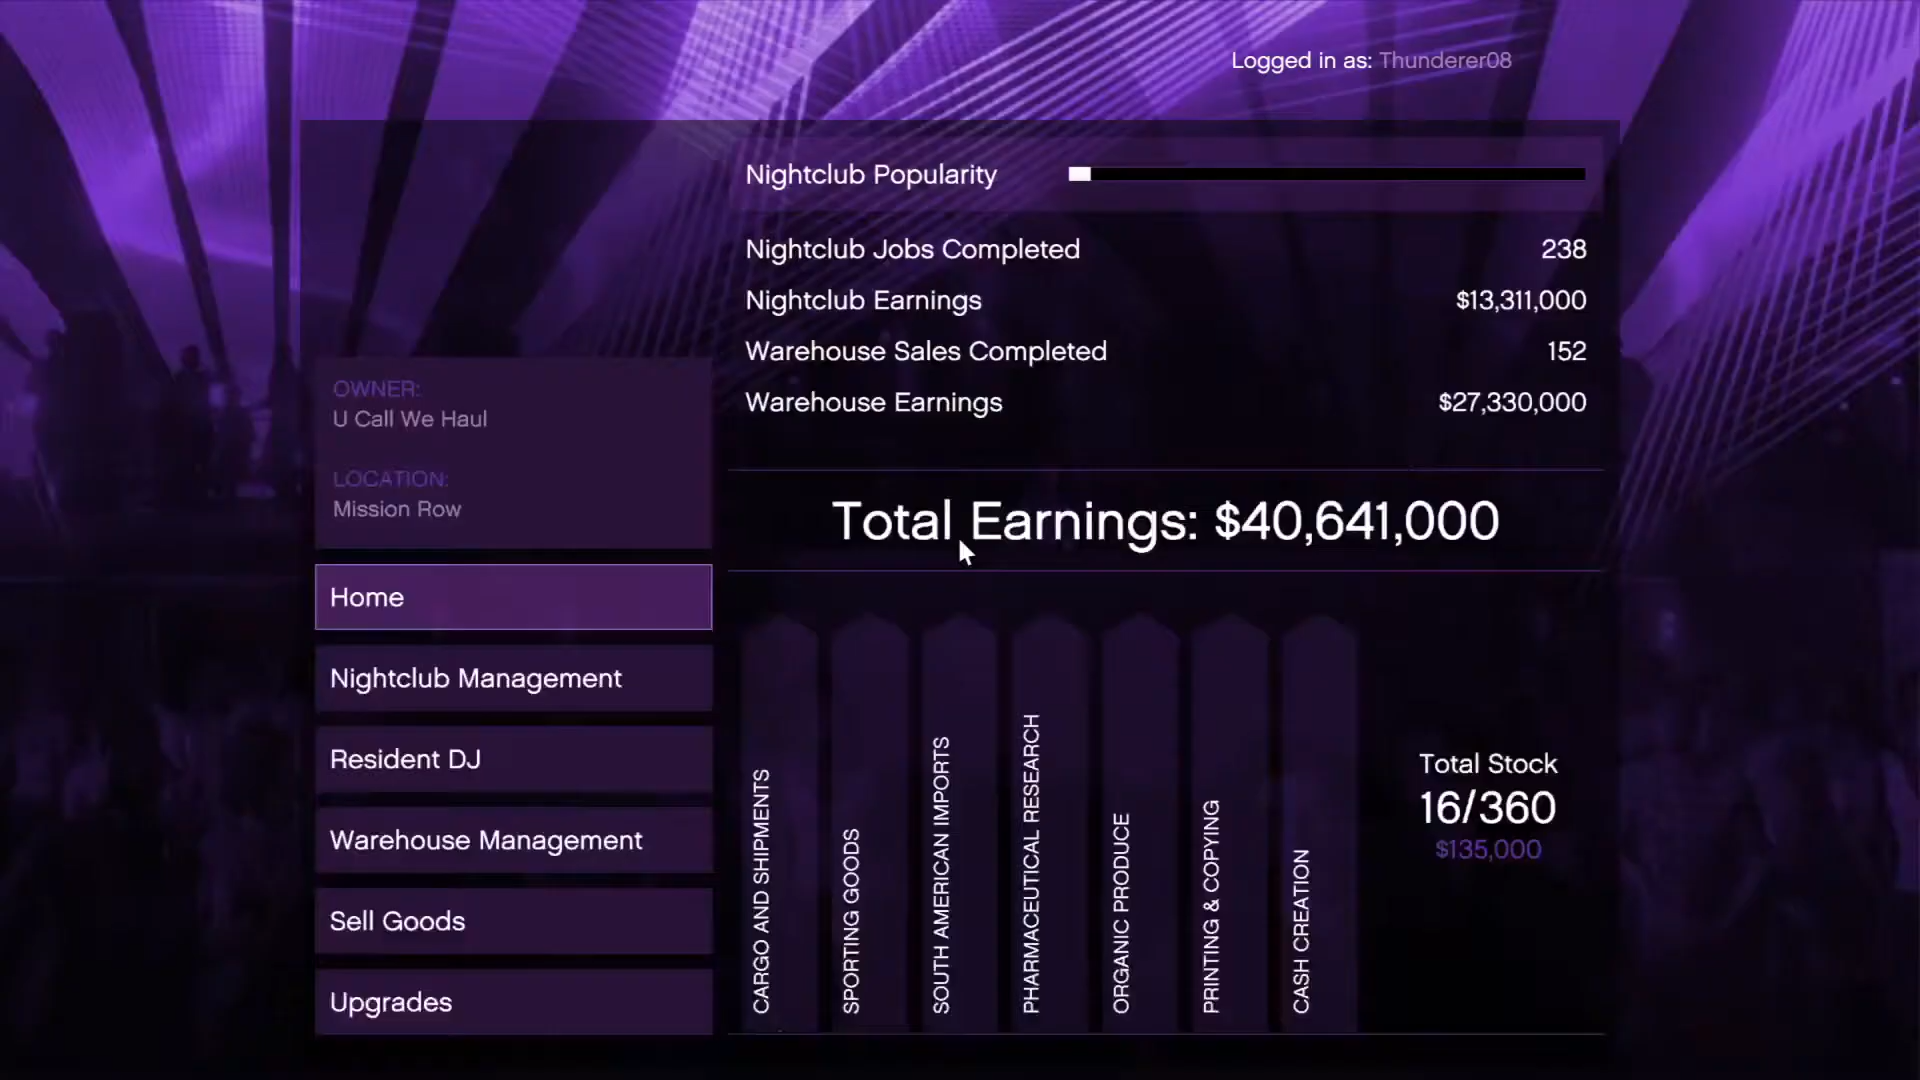 Logged in as: Thunderer08
Nightclub Popularity
Nightclub Jobs Completed 238
Nightclub Earnings $13,311,000
Warehouse Sales Completed 152
Warehouse Earnings $27,330,000
OWNER:
U Call We Haul
LOCATION:
Mission Row
Total Earnings: $40,641,000
Home
Nightclub Management
Resident DJ
Warehouse Management
Sell Goods
Upgrades
CARGO AND SHIPMENTS
SPORTING GOODS
SOUTH AMERICAN IMPORTS
PHARMACEUTICAL RESEARCH
ORGANIC PRODUCE
PRINTING & COPYING
CASH CREATION
Total Stock
16/360
$135,000